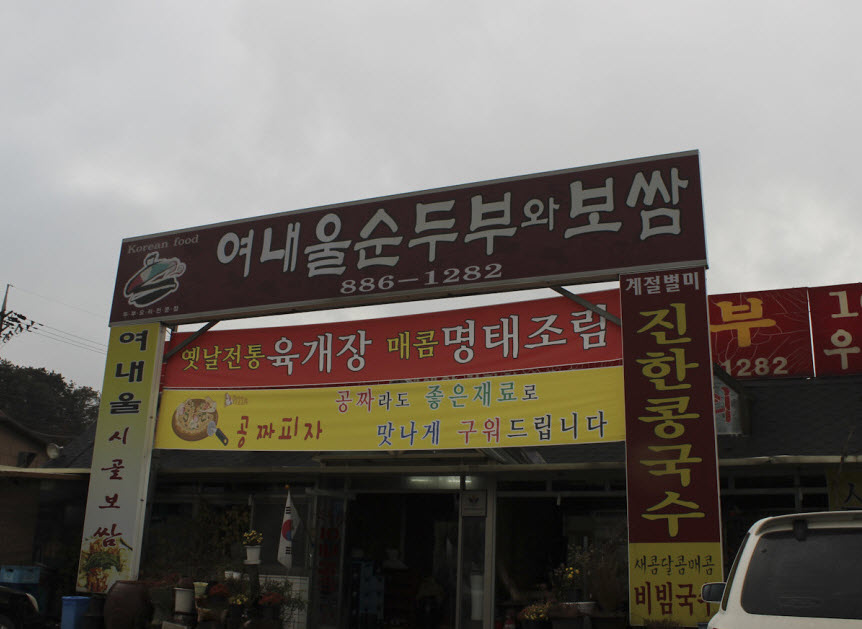 Korean food
여내울순두부와보쌈
886-1282
옛날전통육개장 매콤명태조림
공짜피자
공짜라도 좋은재료로
맛나게 구워드립니다
여내울
시골보쌈
계절별미
진한콩국수
새콤달콤매콤
비빔국수
부
1282